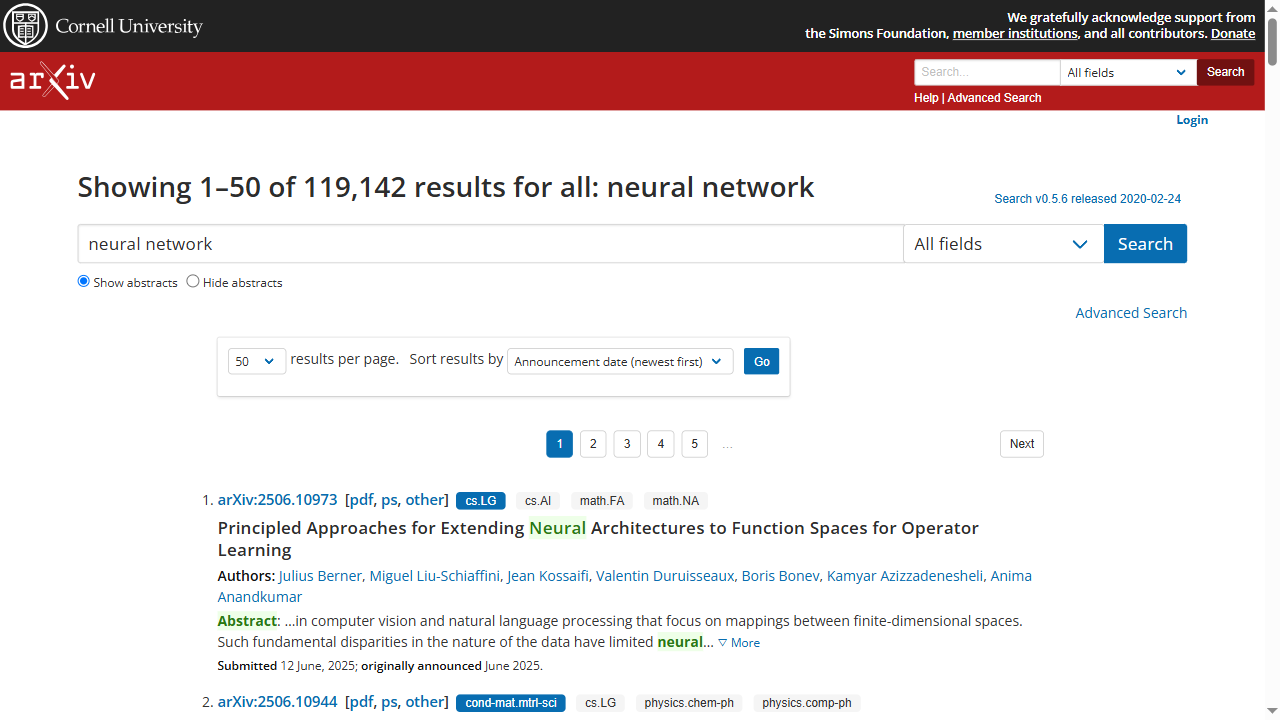 Cornell University
We gratefully acknowledge support from
the Simons Foundation, member institutions, and all contributors. Donate
arXiv
Search...
All fields
Search
Help | Advanced Search
Login
Showing 1–50 of 119,142 results for all: neural network
Search v0.5.6 released 2020-02-24
neural network
All fields
Search
Show abstracts Hide abstracts
Advanced Search
50 results per page. Sort results by Announcement date (newest first) Go
1 2 3 4 5 … Next
1. arXiv:2506.10973 [pdf, ps, other] cs.LG cs.AI math.FA math.NA
Principled Approaches for Extending Neural Architectures to Function Spaces for Operator
Learning
Authors: Julius Berner, Miguel Liu-Schiaffini, Jean Kossaifi, Valentin Duruisseaux, Boris Bonev, Kamyar Azizzadenesheli, Anima
Anandkumar
Abstract: …in computer vision and natural language processing that focus on mappings between finite-dimensional spaces.
Such fundamental disparities in the nature of the data have limited neural… ▽ More
Submitted 12 June, 2025; originally announced June 2025.
2. arXiv:2506.10944 [pdf, ps, other] cond-mat.mtrl-sci cs.LG physics.chem-ph physics.comp-ph